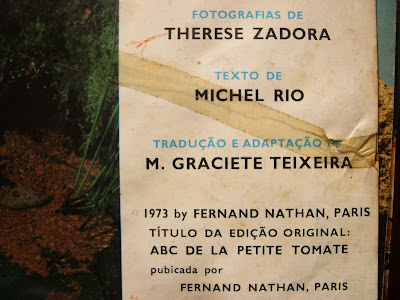 FOTOGRAFIAS DE
THERESE ZADORA
TEXTO DE
MICHEL RIO
TRADUÇÃO E ADAPTAÇÃO DE
M. GRACIETE TEIXEIRA
© 1973 by FERNAND NATHAN, PARIS
TÍTULO DA EDIÇÃO ORIGINAL:
ABC DE LA PETITE TOMATE
pubicada por
FERNAND NATHAN, PARIS